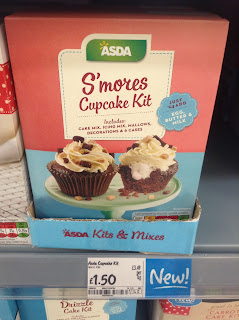 ASDA
S'mores
Cupcake Kit
Includes:
CAKE MIX, ICING MIX, MALLOWS,
DECORATIONS & 6 CASES
JUST ADD
EGG,
BUTTER &
MILK
ASDA Kits & Mixes
Asda Cupcake Kit
£1.50
New!
Drizzle
Cake Kit